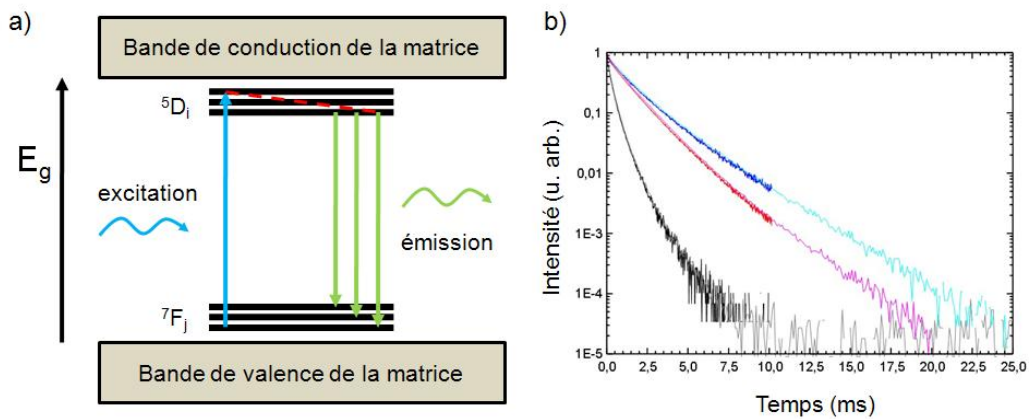 a)
Bande de conduction de la matrice
⁵Dᵢ
E_g
excitation
émission
⁷Fⱼ
Bande de valence de la matrice
b)
Intensité (u. arb.)
1
0,1
0,01
1E-3
1E-4
1E-5
0,0 2,5 5,0 7,5 10,0 12,5 15,0 17,5 20,0 22,5 25,0
Temps (ms)